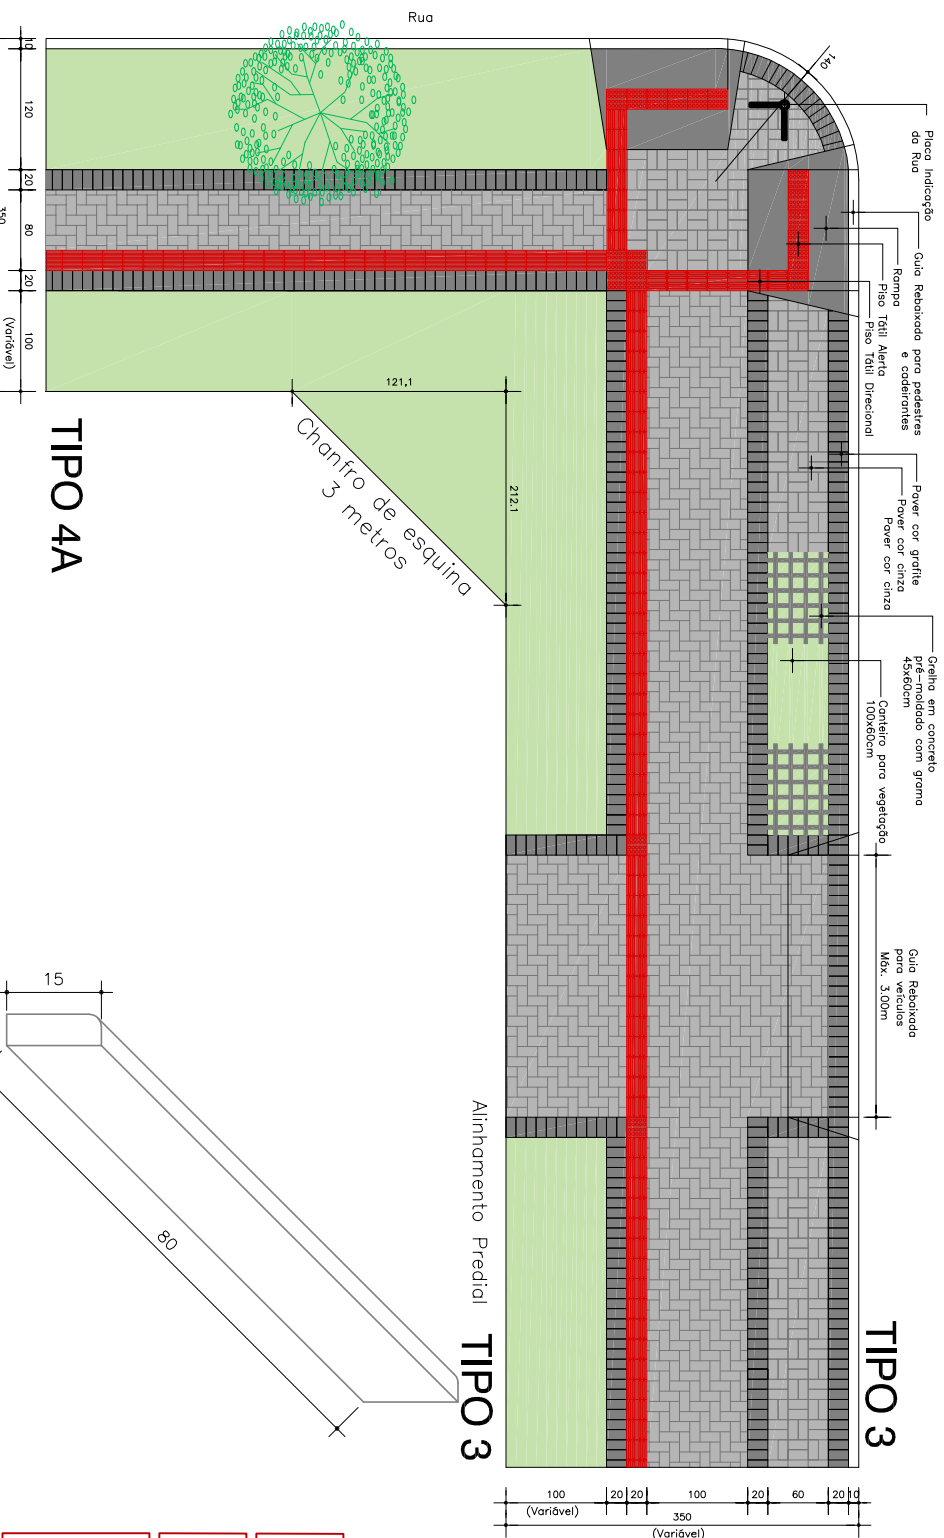 Rua
10
120
20
80
20
100
(Variável)
350
140
Placa Indicação
da Rua
Guia Rebaixada para pedestres
e cadeirantes
Rampa
Piso Tátil Alerta
Piso Tátil Direcional
Paver cor grafite
Paver cor cinza
Paver cor cinza
Grelha em concreto
pré-moldado com grama
45x60cm
Canteiro para vegetação
100x60cm
Guia Rebaixada
para veículos
Máx. 3.00m
121,1
212.1
Chanfro de esquina
3 metros
TIPO 4A
Alinhamento Predial
TIPO 3
TIPO 3
15
80
100
(Variável)
20
20
100
20
60
20
10
350
(Variável)